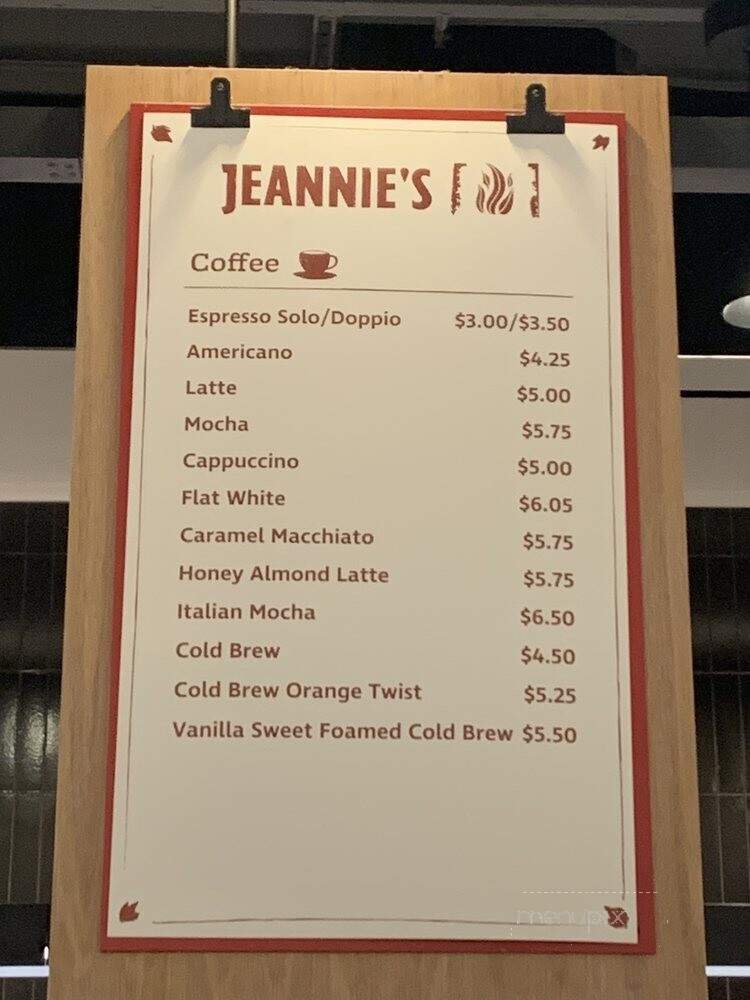 JEANNIE'S
Coffee
Espresso Solo/Doppio $3.00/$3.50
Americano $4.25
Latte $5.00
Mocha $5.75
Cappuccino $5.00
Flat White $6.05
Caramel Macchiato $5.75
Honey Almond Latte $5.75
Italian Mocha $6.50
Cold Brew $4.50
Cold Brew Orange Twist $5.25
Vanilla Sweet Foamed Cold Brew $5.50
menupix